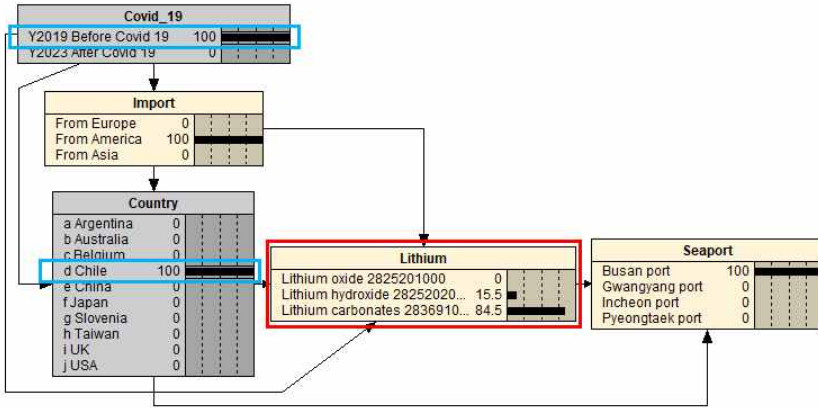 Covid_19
Y2019 Before Covid 19 100
Y2023 After Covid 19 0
Import
From Europe 0
From America 100
From Asia 0
Country
a Argentina 0
b Australia 0
c Belgium 0
d Chile 100
e China 0
f Japan 0
g Slovenia 0
h Taiwan 0
i UK 0
j USA 0
Lithium
Lithium oxide 2825201000 0
Lithium hydroxide 28252020... 15.5
Lithium carbonates 2836910... 84.5
Seaport
Busan port 100
Gwangyang port 0
Incheon port 0
Pyeongtaek port 0